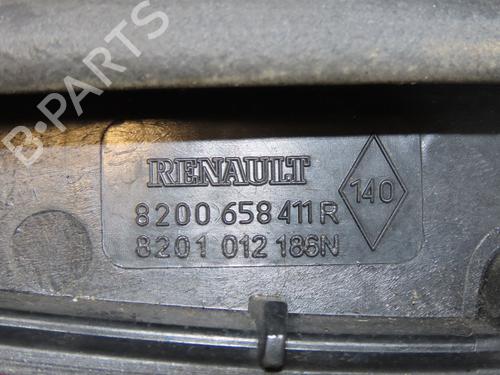 B-PARTS
RENAULT
140
8200 658 411 R
8201 012 186N